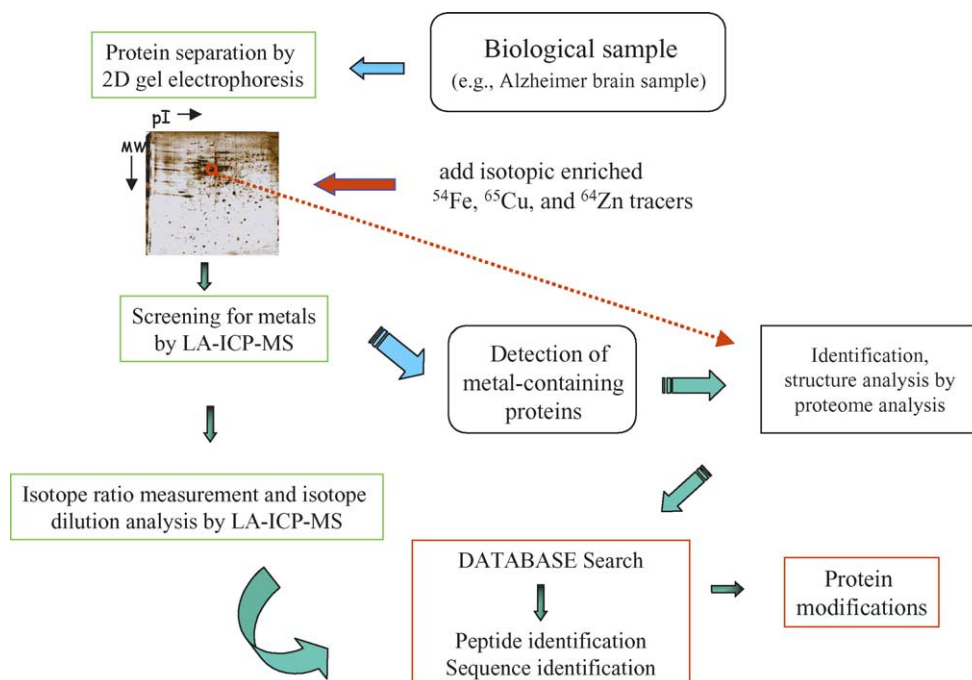 Protein separation by
2D gel electrophoresis
Biological sample
(e.g., Alzheimer brain sample)
pI
MW
add isotopic enriched
⁵⁴Fe, ⁶⁵Cu, and ⁶⁴Zn tracers
Screening for metals
by LA-ICP-MS
Detection of
metal-containing
proteins
Identification,
structure analysis by
proteome analysis
Isotope ratio measurement and isotope
dilution analysis by LA-ICP-MS
DATABASE Search
Peptide identification
Sequence identification
Protein
modifications